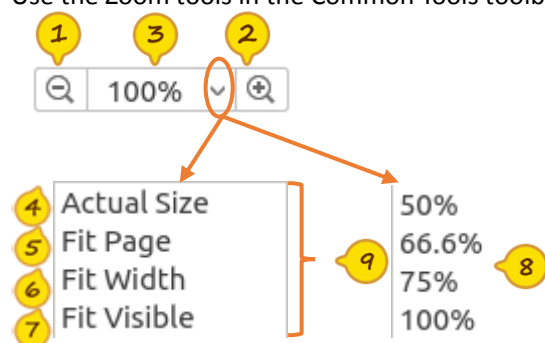 Use the Zoom tools in the Common Tools toolb
1 3 2
100%
4 Actual Size
5 Fit Page
6 Fit Width
7 Fit Visible
9
50%
66.6%
8
75%
100%